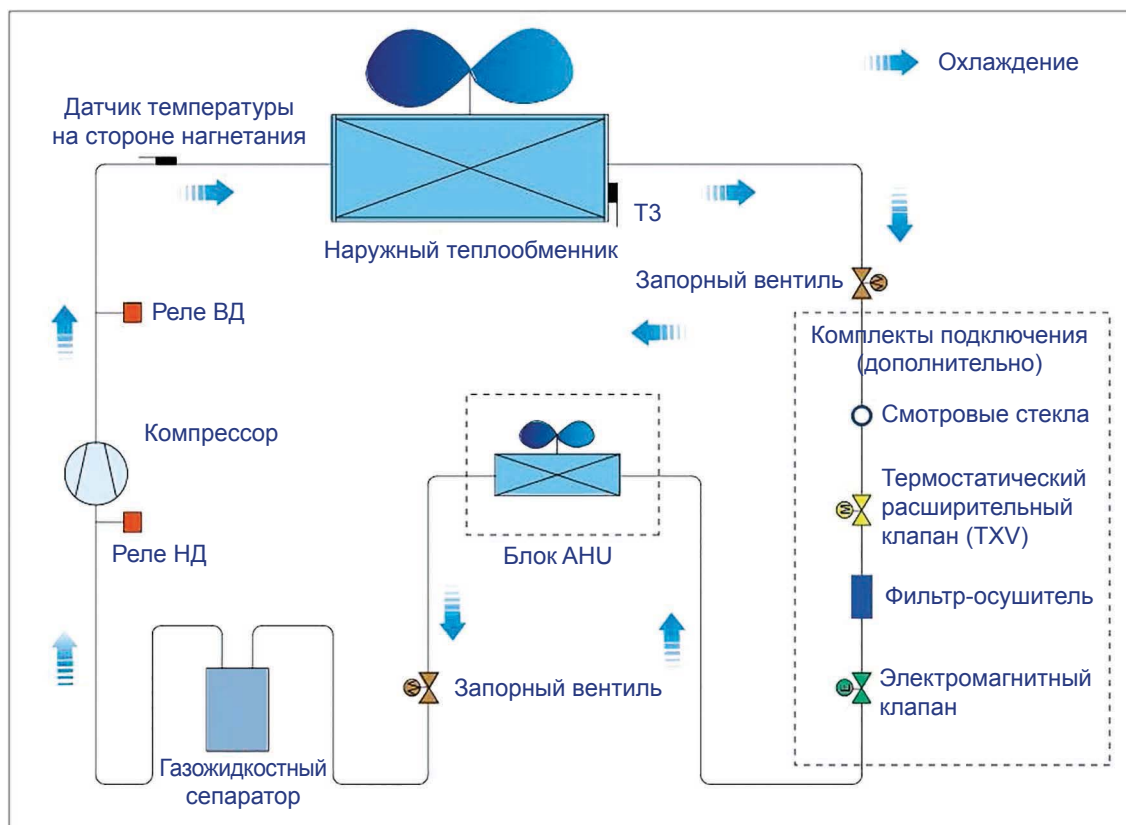 Охлаждение
Датчик температуры
на стороне нагнетания
T3
Наружный теплообменник
Запорный вентиль
Реле ВД
Комплекты подключения
(дополнительно)
Смотровые стекла
Компрессор
Термостатический
расширительный
клапан (TXV)
Реле НД
Блок AHU
Фильтр-осушитель
Запорный вентиль
Электромагнитный
клапан
Газожидкостный
сепаратор
M
E